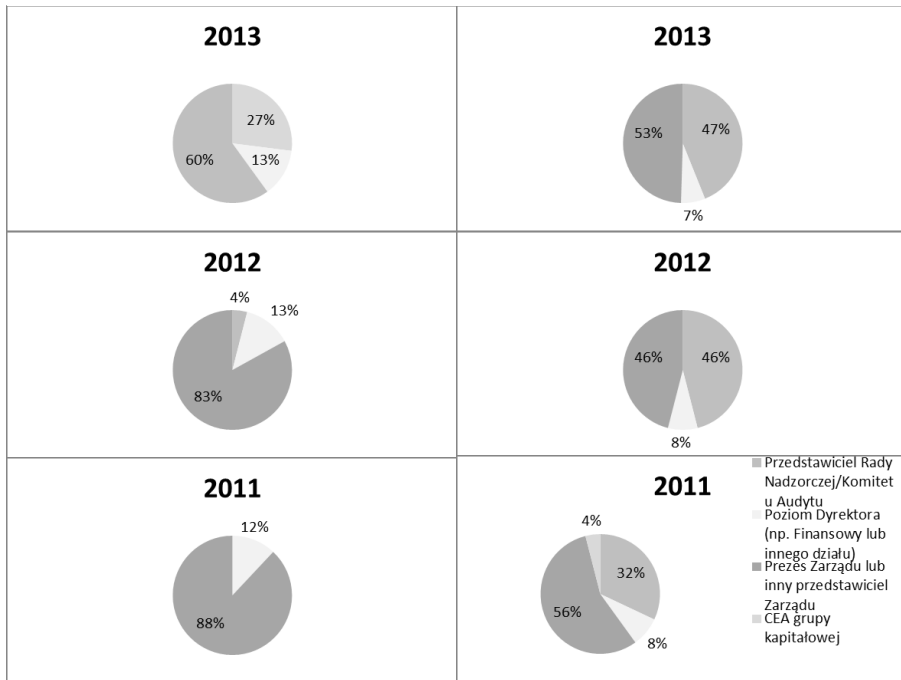 2013
27%
13%
60%
2013
53%
47%
7%
2012
4%
13%
83%
2012
46%
46%
8%
2011
12%
88%
2011
4%
32%
56%
8%
Przedstawiciel Rady
Nadzorczej/Komitet
u Audytu
Poziom Dyrektora
(np. Finansowy lub
innego działu)
Prezes Zarządu lub
inny przedstawiciel
Zarządu
CEA grupy
kapitałowej